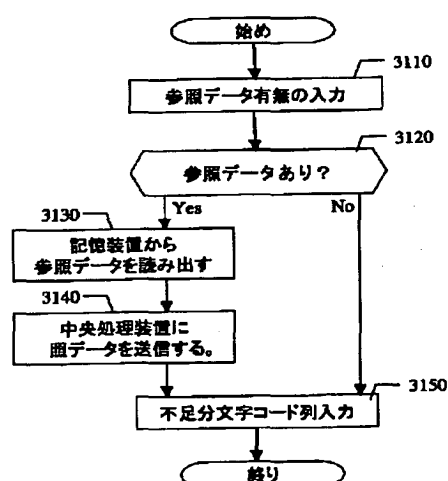 始め
3110
参照データ有無の入力
3120
参照データあり?
Yes
No
3130
記憶装置から
参照データを読み出す
3140
中央処理装置に
照データを送信する。
3150
不足分文字コード列入力
終り